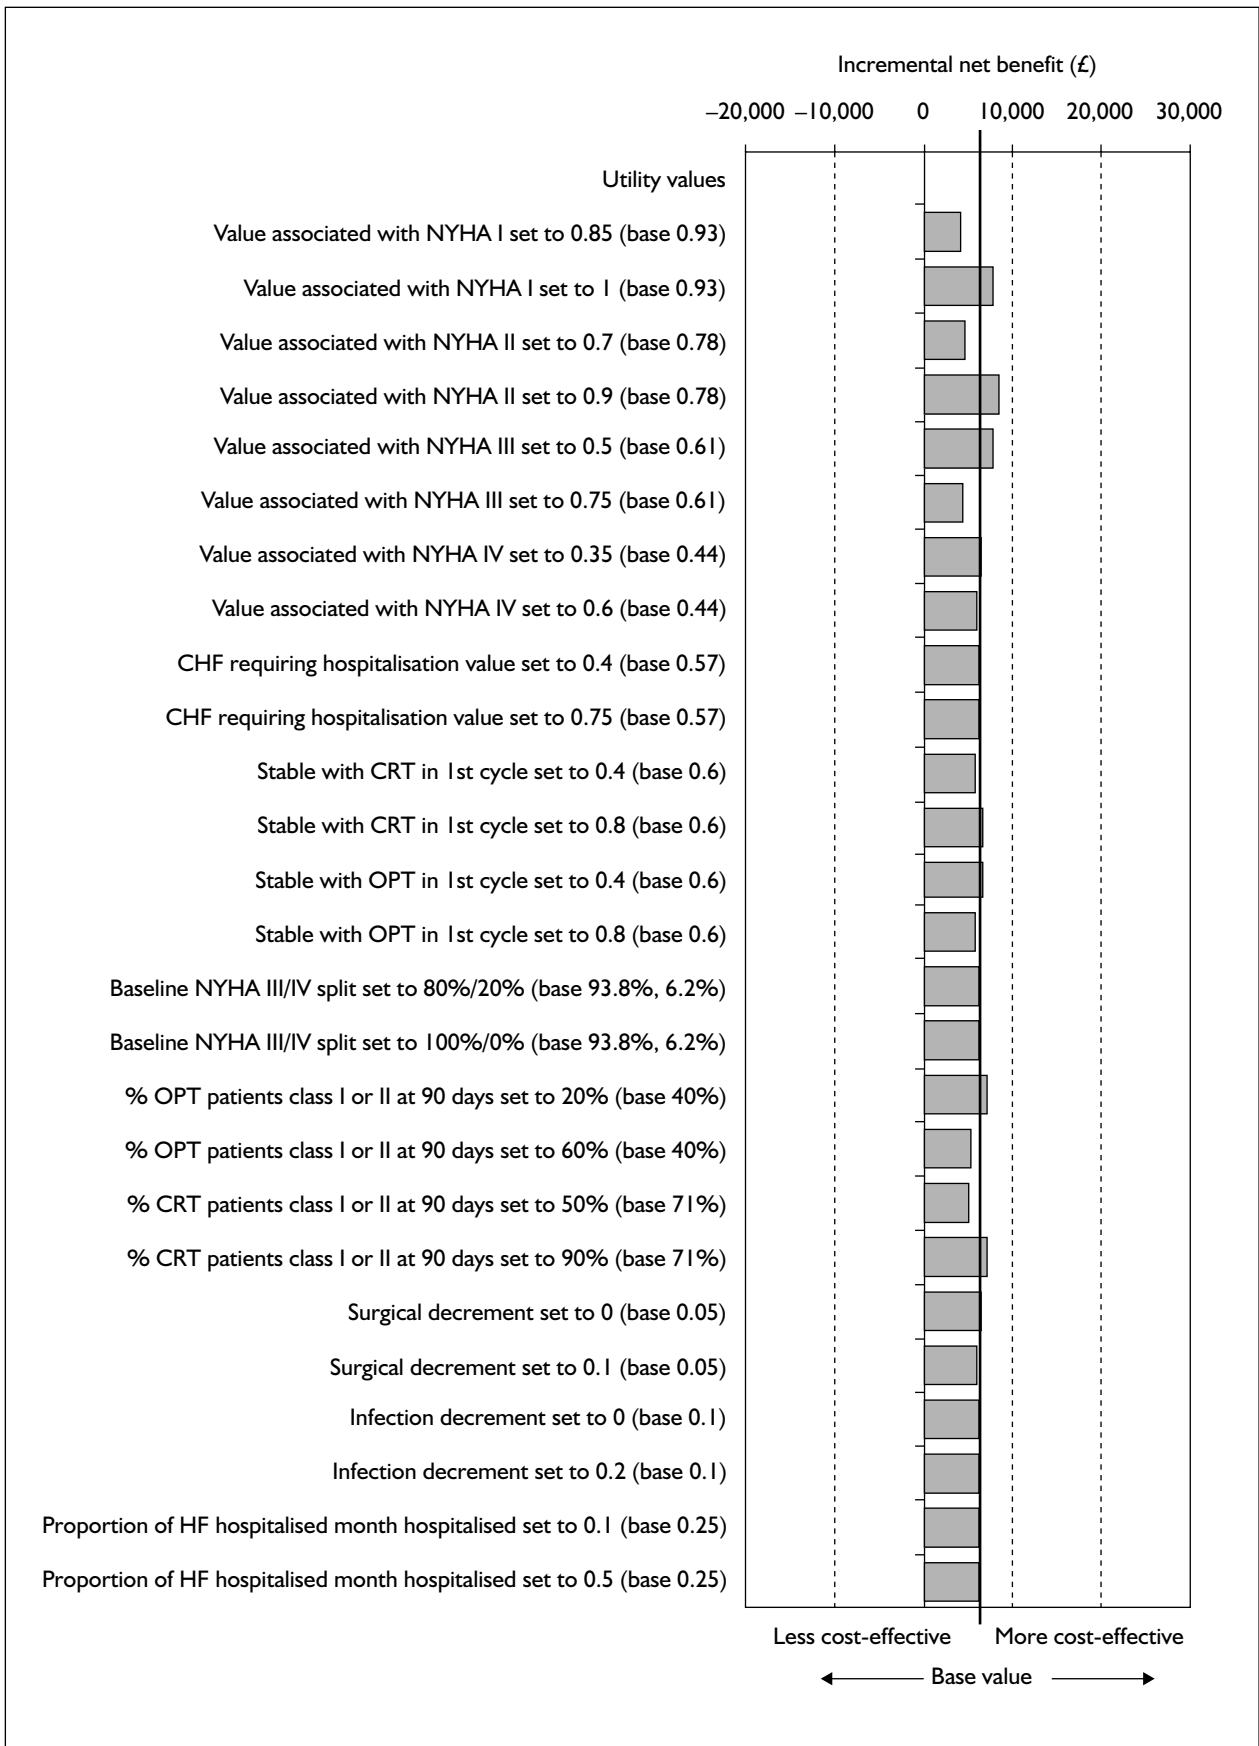 Incremental net benefit (£)
–20,000 –10,000 0 10,000 20,000 30,000
Utility values
Value associated with NYHA I set to 0.85 (base 0.93)
Value associated with NYHA I set to 1 (base 0.93)
Value associated with NYHA II set to 0.7 (base 0.78)
Value associated with NYHA II set to 0.9 (base 0.78)
Value associated with NYHA III set to 0.5 (base 0.61)
Value associated with NYHA III set to 0.75 (base 0.61)
Value associated with NYHA IV set to 0.35 (base 0.44)
Value associated with NYHA IV set to 0.6 (base 0.44)
CHF requiring hospitalisation value set to 0.4 (base 0.57)
CHF requiring hospitalisation value set to 0.75 (base 0.57)
Stable with CRT in 1st cycle set to 0.4 (base 0.6)
Stable with CRT in 1st cycle set to 0.8 (base 0.6)
Stable with OPT in 1st cycle set to 0.4 (base 0.6)
Stable with OPT in 1st cycle set to 0.8 (base 0.6)
Baseline NYHA III/IV split set to 80%/20% (base 93.8%, 6.2%)
Baseline NYHA III/IV split set to 100%/0% (base 93.8%, 6.2%)
% OPT patients class I or II at 90 days set to 20% (base 40%)
% OPT patients class I or II at 90 days set to 60% (base 40%)
% CRT patients class I or II at 90 days set to 50% (base 71%)
% CRT patients class I or II at 90 days set to 90% (base 71%)
Surgical decrement set to 0 (base 0.05)
Surgical decrement set to 0.1 (base 0.05)
Infection decrement set to 0 (base 0.1)
Infection decrement set to 0.2 (base 0.1)
Proportion of HF hospitalised month hospitalised set to 0.1 (base 0.25)
Proportion of HF hospitalised month hospitalised set to 0.5 (base 0.25)
Less cost-effective More cost-effective
Base value